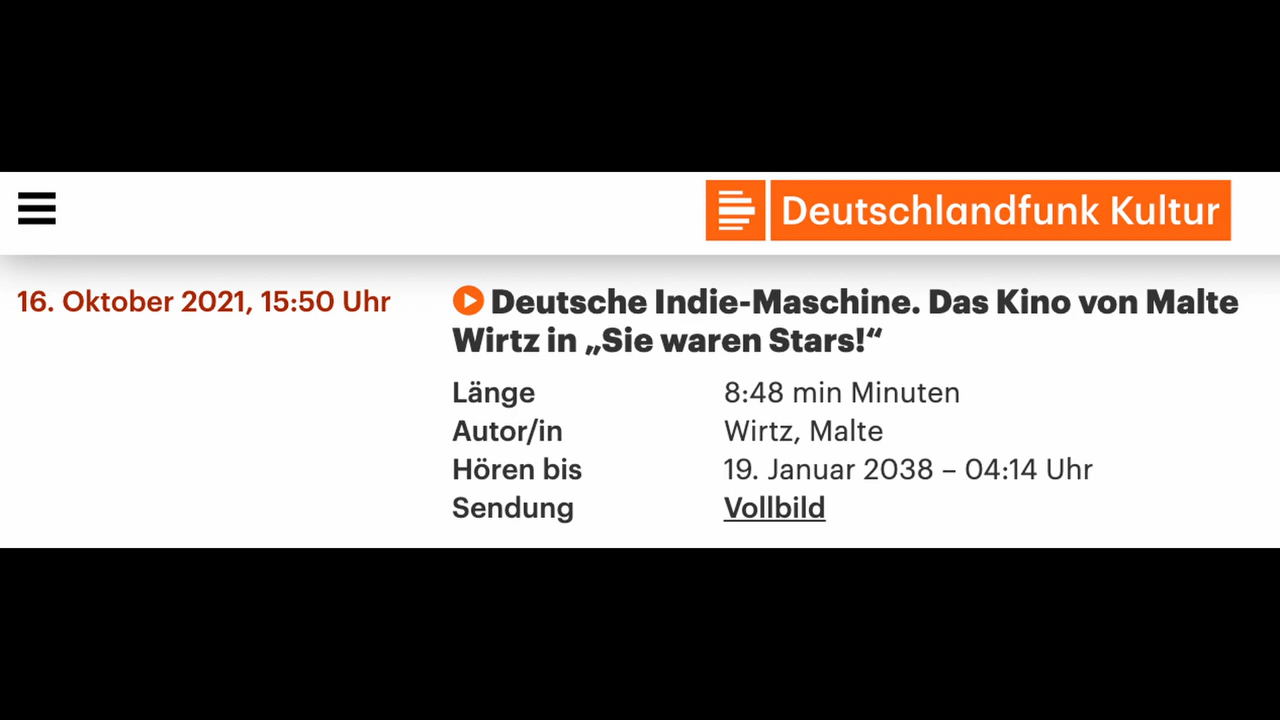 Deutschlandfunk Kultur
16. Oktober 2021, 15:50 Uhr
Deutsche Indie-Maschine. Das Kino von Malte
Wirtz in „Sie waren Stars!“
Länge 8:48 min Minuten
Autor/in Wirtz, Malte
Hören bis 19. Januar 2038 – 04:14 Uhr
Sendung Vollbild